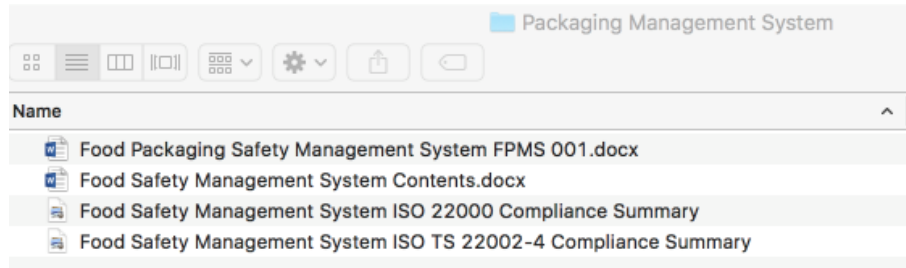 Packaging Management System
Name
Food Packaging Safety Management System FPMS 001.docx
Food Safety Management System Contents.docx
Food Safety Management System ISO 22000 Compliance Summary
Food Safety Management System ISO TS 22002-4 Compliance Summary